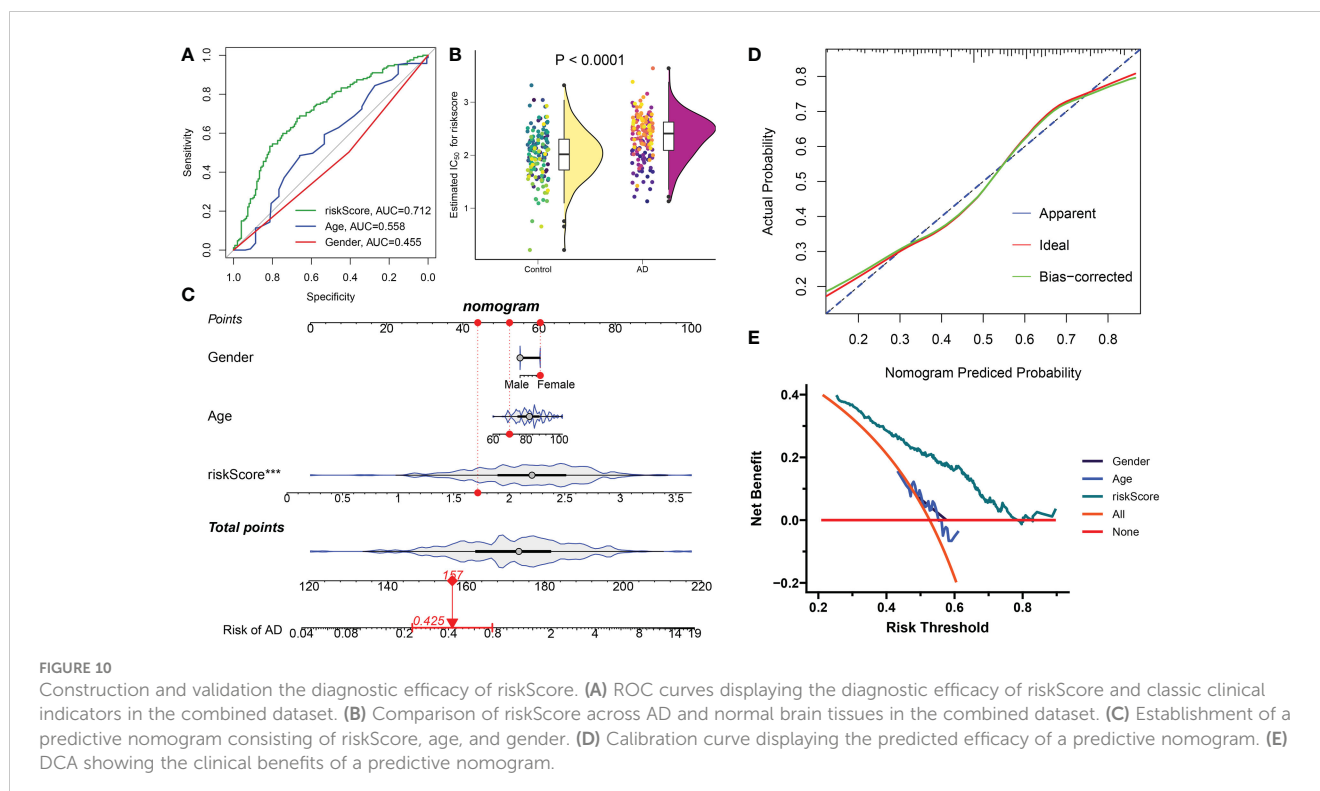 A
1.0
0.8
0.6
0.4
0.2
0.0
Sensitivity
riskScore, AUC=0.712
Age, AUC=0.558
Gender, AUC=0.455
1.0 0.8 0.6 0.4 0.2 0.0
Specificity
B
P < 0.0001
3
2
1
Estimated IC50 for riskscore
Control AD
C
nomogram
Points
0 20 40 60 80 100
Gender
Male Female
Age
60 80 100
riskScore***
0 0.5 1 1.5 2 2.5 3 3.5
Total points
157
120 140 160 180 200 220
0.425
Risk of AD
0.04 0.08 0.2 0.4 0.8 2 4 8 14 19
D
0.8
0.7
0.6
0.5
0.4
0.3
0.2
Actual Probability
Apparent
Ideal
Bias−corrected
0.2 0.3 0.4 0.5 0.6 0.7 0.8
Nomogram Prediced Probability
E
0.4
0.2
0.0
−0.2
Net Benefit
Gender
Age
riskScore
All
None
0.2 0.4 0.6 0.8
Risk Threshold
FIGURE 10
Construction and validation the diagnostic efficacy of riskScore. (A) ROC curves displaying the diagnostic efficacy of riskScore and classic clinical
indicators in the combined dataset. (B) Comparison of riskScore across AD and normal brain tissues in the combined dataset. (C) Establishment of a
predictive nomogram consisting of riskScore, age, and gender. (D) Calibration curve displaying the predicted efficacy of a predictive nomogram. (E)
DCA showing the clinical benefits of a predictive nomogram.